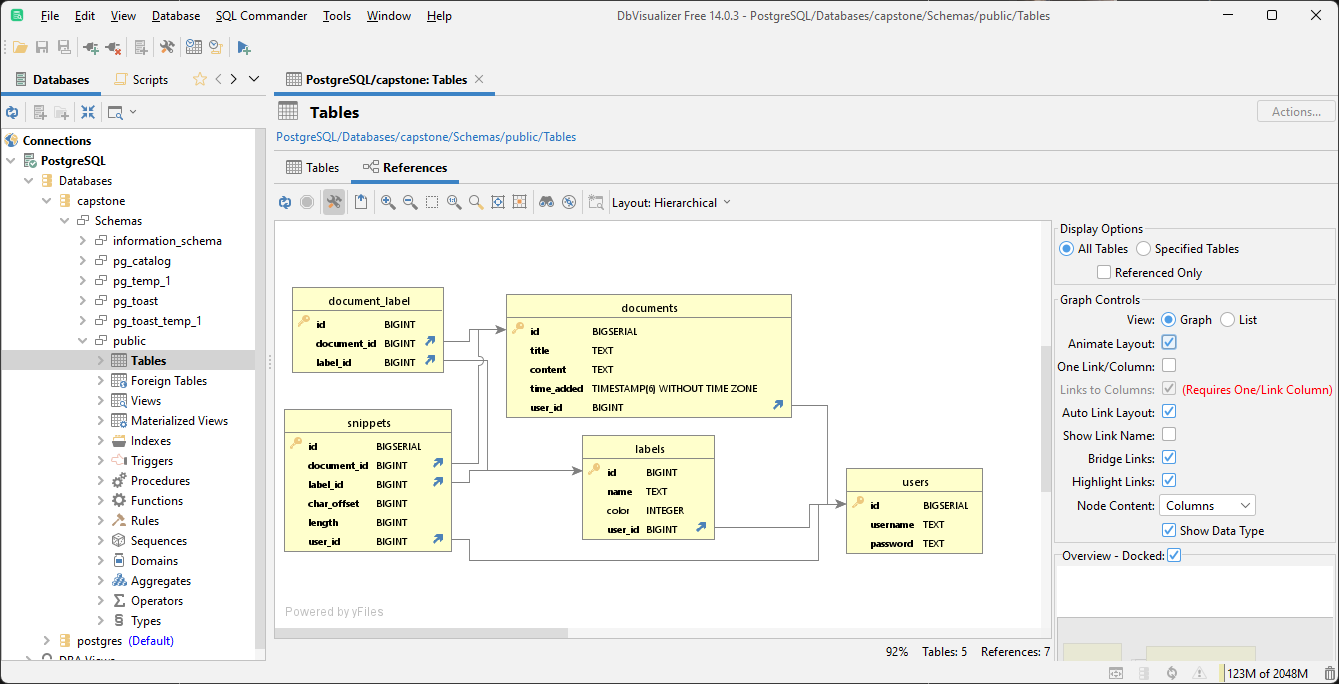 File Edit View Database SQL Commander Tools Window Help
DbVisualizer Free 14.0.3 - PostgreSQL/Databases/capstone/Schemas/public/Tables
Databases
Scripts
PostgreSQL/capstone: Tables
Connections
PostgreSQL
Databases
capstone
Schemas
information_schema
pg_catalog
pg_temp_1
pg_toast
pg_toast_temp_1
public
Tables
Foreign Tables
Views
Materialized Views
Indexes
Triggers
Procedures
Functions
Rules
Sequences
Domains
Aggregates
Operators
Types
postgres (Default)
DBA Views
Tables
Actions...
PostgreSQL/Databases/capstone/Schemas/public/Tables
Tables
References
Layout: Hierarchical
document_label
id BIGINT
document_id BIGINT
label_id BIGINT
documents
id BIGSERIAL
title TEXT
content TEXT
time_added TIMESTAMP(6) WITHOUT TIME ZONE
user_id BIGINT
snippets
id BIGSERIAL
document_id BIGINT
label_id BIGINT
char_offset BIGINT
length BIGINT
user_id BIGINT
labels
id BIGINT
name TEXT
color INTEGER
user_id BIGINT
users
id BIGSERIAL
username TEXT
password TEXT
Powered by yFiles
92% Tables: 5 References: 7
Display Options
All Tables Specified Tables
Referenced Only
Graph Controls
View: Graph List
Animate Layout:
One Link/Column:
Links to Columns: (Requires One/Link Column)
Auto Link Layout:
Show Link Name:
Bridge Links:
Highlight Links:
Node Content: Columns
Show Data Type
Overview - Docked:
123M of 2048M